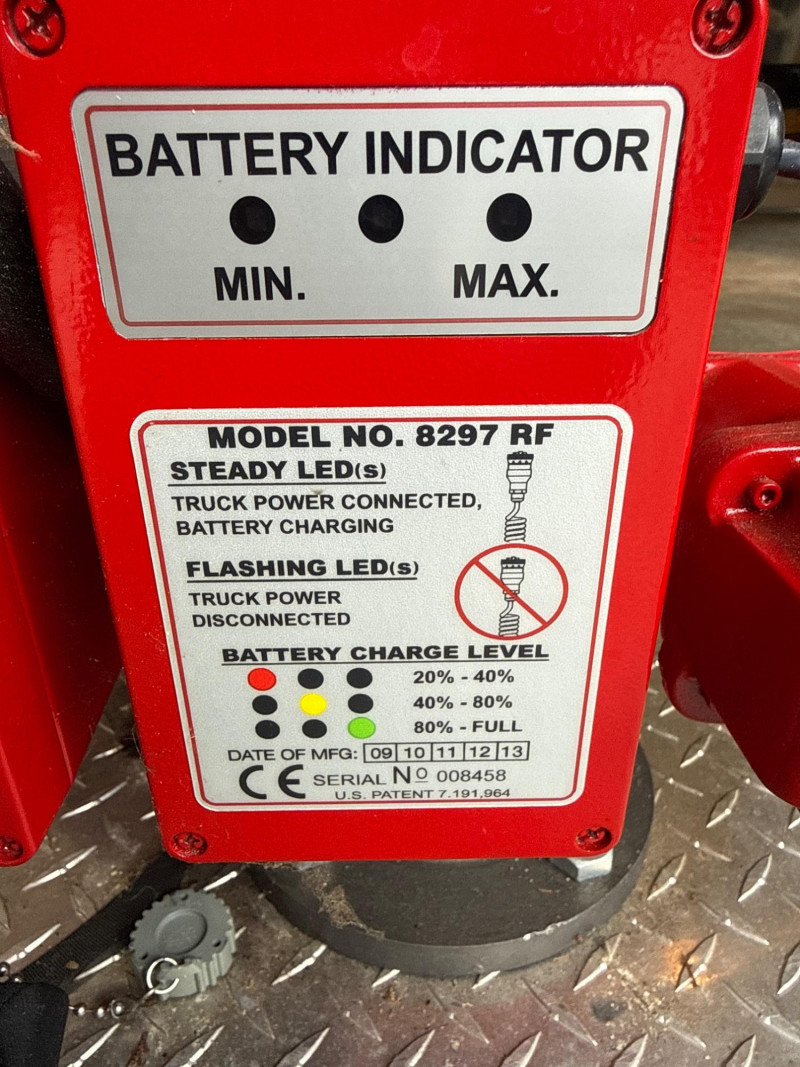 BATTERY INDICATOR
MIN. MAX.
MODEL NO. 8297 RF
STEADY LED(s)
TRUCK POWER CONNECTED,
BATTERY CHARGING
FLASHING LED(s)
TRUCK POWER
DISCONNECTED
BATTERY CHARGE LEVEL
20% - 40%
40% - 80%
80% - FULL
DATE OF MFG: 09 10 11 12 13
CE SERIAL Nº 008458
U.S. PATENT 7.191,964